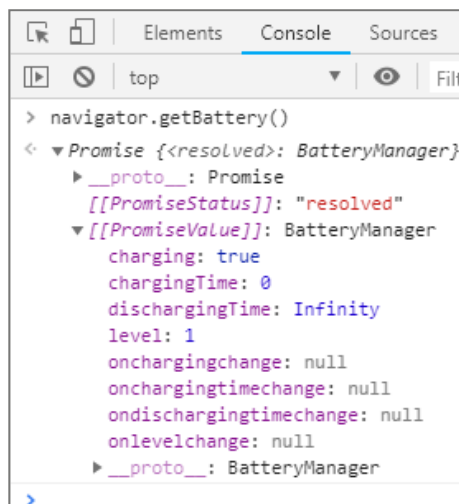 Elements Console Sources
top Filt
> navigator.getBattery()
Promise {<resolved>: BatteryManager}
__proto__: Promise
[[PromiseStatus]]: "resolved"
[[PromiseValue]]: BatteryManager
charging: true
chargingTime: 0
dischargingTime: Infinity
level: 1
onchargingchange: null
onchargingtimechange: null
ondischargingtimechange: null
onlevelchange: null
__proto__: BatteryManager
>